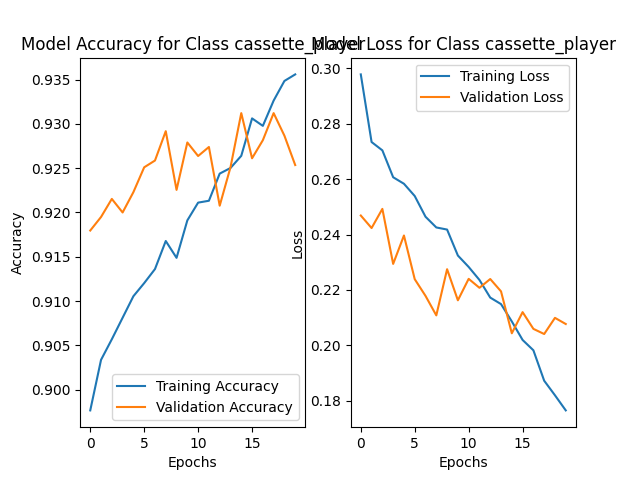 Model Accuracy for Class cassette_player
Model Loss for Class cassette_player
0.935
0.930
0.925
0.920
0.915
0.910
0.905
0.900
Accuracy
Training Accuracy
Validation Accuracy
0 5 10 15
Epochs
0.30
0.28
0.26
0.24
0.22
0.20
0.18
Loss
Training Loss
Validation Loss
0 5 10 15
Epochs